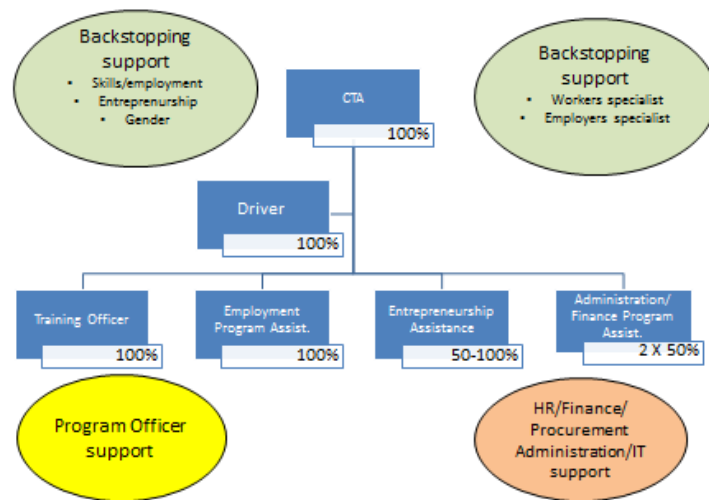 Backstopping
support
▪ Skills/employment
▪ Entreprenurship
▪ Gender
Backstopping
support
▪ Workers specialist
▪ Employers specialist
CTA
100%
Driver
100%
Training Officer
100%
Employment
Program Assist.
100%
Entrepreneurship
Assistance
50-100%
Administration/
Finance Program
Assist.
2 X 50%
Program Officer
support
HR/Finance/
Procurement
Administration/IT
support